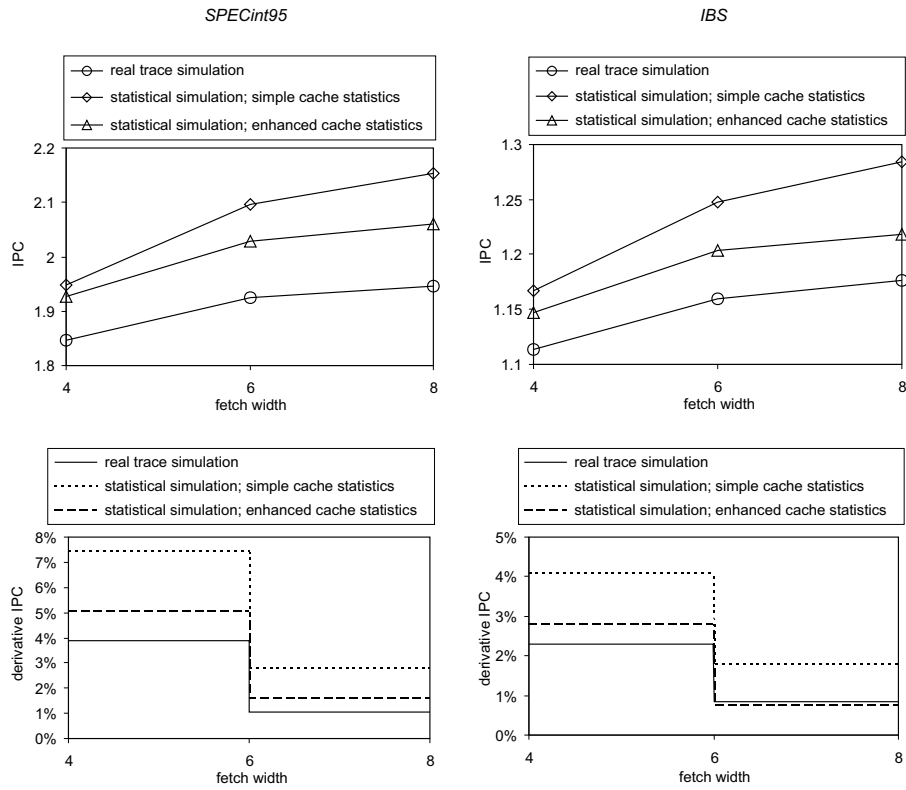 SPECint95
real trace simulation
statistical simulation; simple cache statistics
statistical simulation; enhanced cache statistics
2.2
2.1
2
1.9
1.8
IPC
4
6
8
fetch width
IBS
real trace simulation
statistical simulation; simple cache statistics
statistical simulation; enhanced cache statistics
1.3
1.25
1.2
1.15
1.1
IPC
4
6
8
fetch width
real trace simulation
statistical simulation; simple cache statistics
statistical simulation; enhanced cache statistics
8%
7%
6%
5%
4%
3%
2%
1%
0%
derivative IPC
4
6
8
fetch width
real trace simulation
statistical simulation; simple cache statistics
statistical simulation; enhanced cache statistics
5%
4%
3%
2%
1%
0%
derivative IPC
4
6
8
fetch width